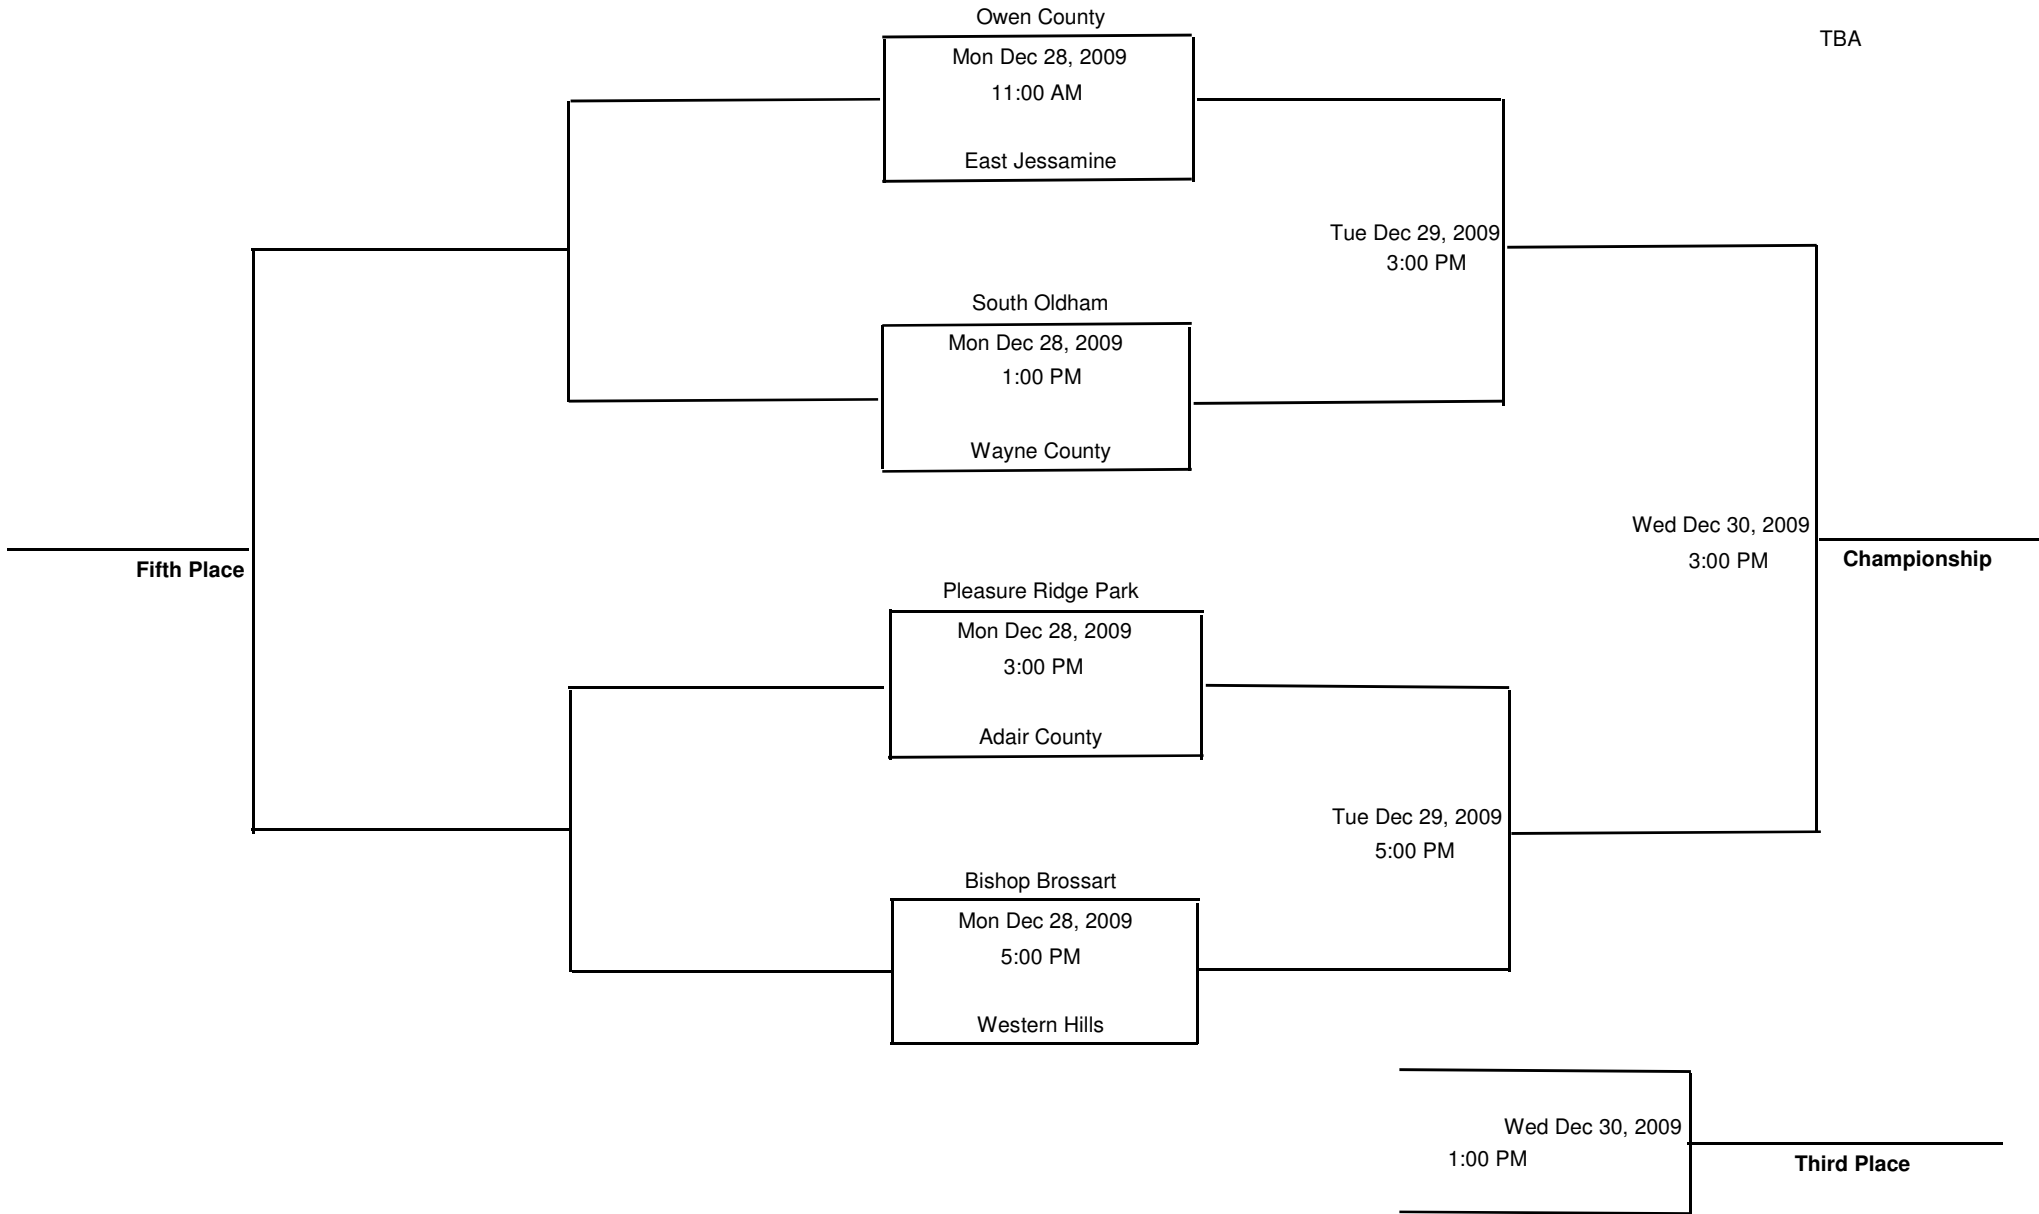 Owen County
TBA
Mon Dec 28, 2009
11:00 AM
East Jessamine
Tue Dec 29, 2009
3:00 PM
South Oldham
Mon Dec 28, 2009
1:00 PM
Wayne County
Wed Dec 30, 2009
3:00 PM
Championship
Fifth Place
Pleasure Ridge Park
Mon Dec 28, 2009
3:00 PM
Adair County
Tue Dec 29, 2009
5:00 PM
Bishop Brossart
Mon Dec 28, 2009
5:00 PM
Western Hills
Wed Dec 30, 2009
1:00 PM
Third Place